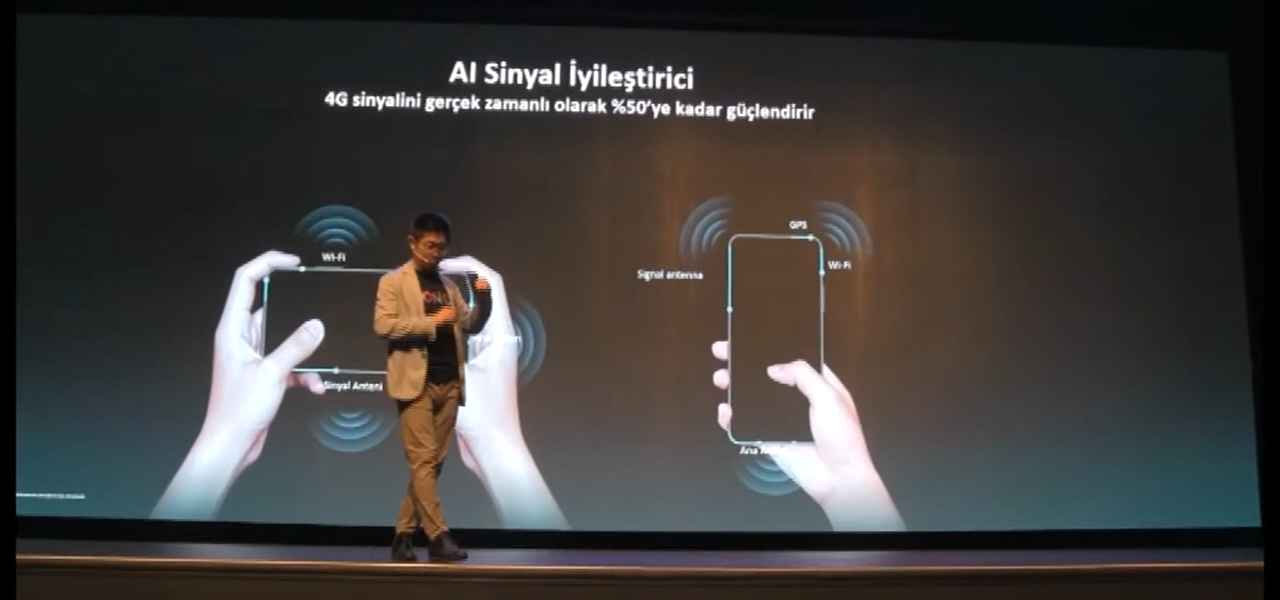 AI Sinyal İyileştirici
4G sinyalini gerçek zamanlı olarak %50'ye kadar güçlendirir
GPS
Wi-Fi
Wi-Fi
Signal antenna
Sinyal Anteni
Ana